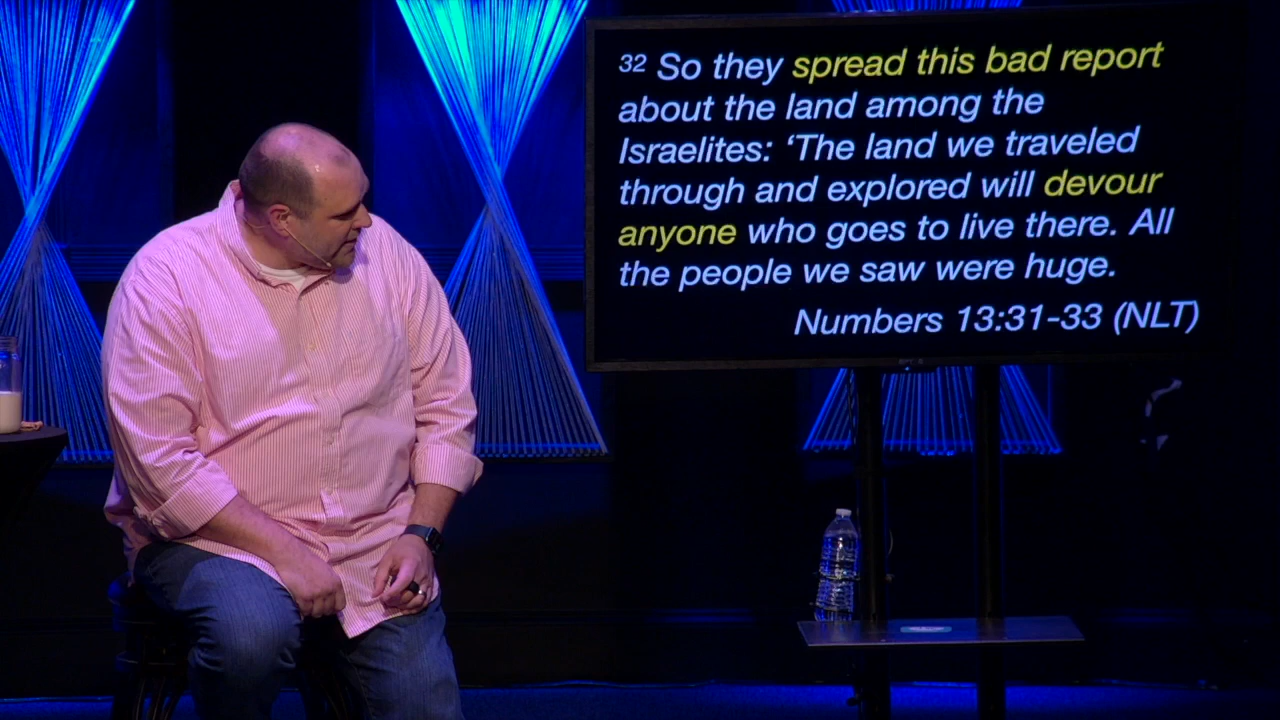 32 So they spread this bad report
about the land among the
Israelites: ‘The land we traveled
through and explored will devour
anyone who goes to live there. All
the people we saw were huge.
Numbers 13:31-33 (NLT)